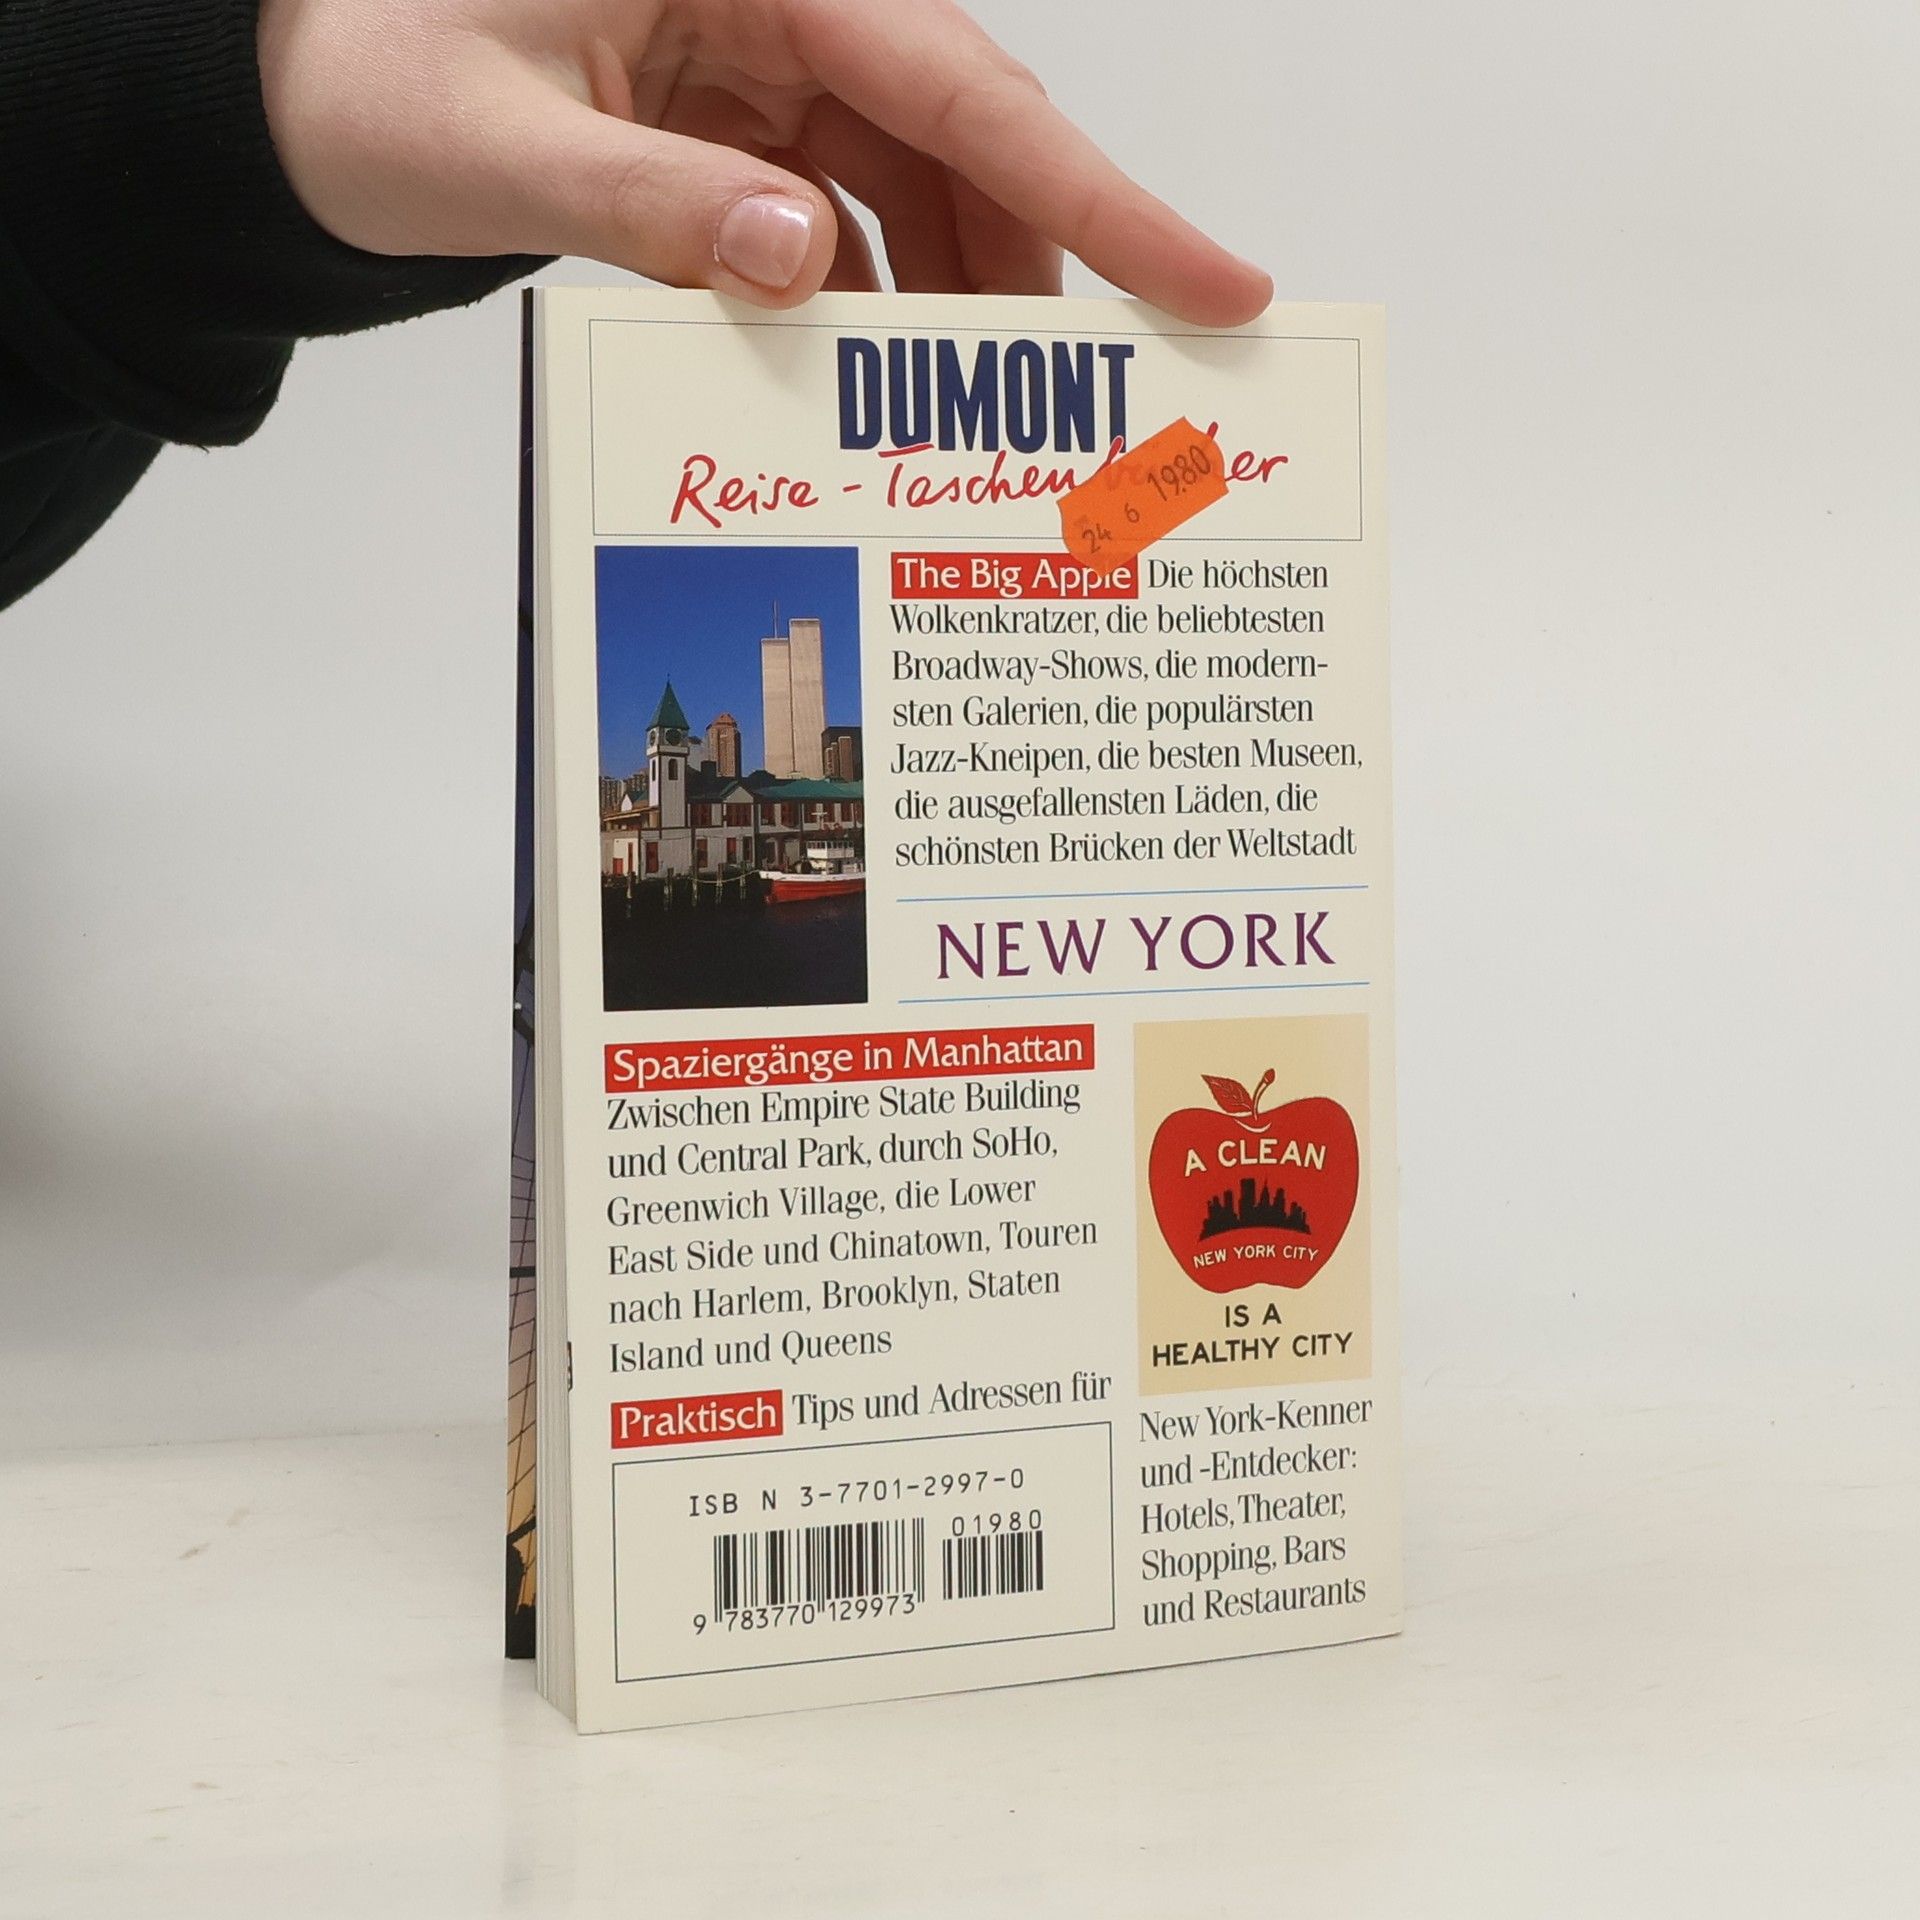 DUMONT
Reise-Taschenbücher
24 6 19.80
The Big Apple Die höchsten
Wolkenkratzer, die beliebtesten
Broadway-Shows, die modern-
sten Galerien, die populärsten
Jazz-Kneipen, die besten Museen,
die ausgefallensten Läden, die
schönsten Brücken der Weltstadt
NEW YORK
Spaziergänge in Manhattan
Zwischen Empire State Building
und Central Park, durch SoHo,
Greenwich Village, die Lower
East Side und Chinatown, Touren
nach Harlem, Brooklyn, Staten
Island und Queens
Praktisch Tips und Adressen für
A CLEAN
NEW YORK CITY
IS A
HEALTHY CITY
New York-Kenner
und -Entdecker:
Hotels, Theater,
Shopping, Bars
und Restaurants
ISB N 3-7701-2997-0
01980
9 783770 129973